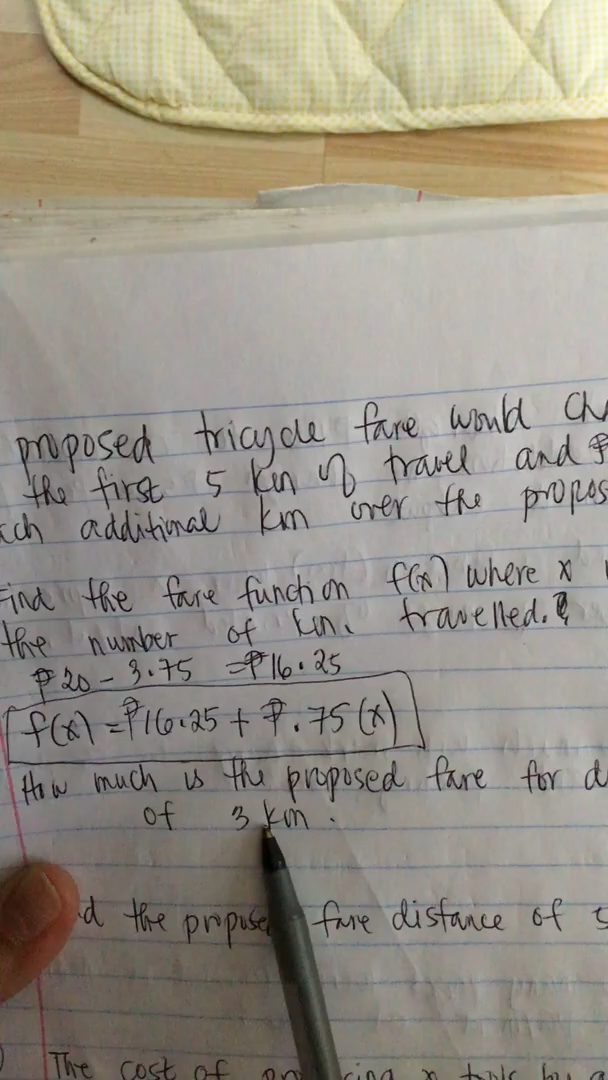 proposed tricycle fare would
the first 5 km of travel and ₱
additional km over the
Find the fare function f(x) where x
the number of km. travelled.
₱20 - 3.75 = ₱16.25
f(x) = ₱16.25 + ₱.75 (x)
How much is the proposed fare for
of 3 km.
the fare distance of 5
The cost of